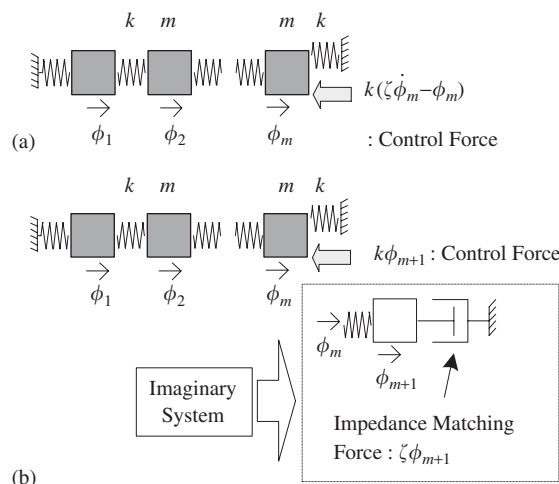 k m m k
k(ζϕ̇ₘ−ϕₘ)
ϕ₁ ϕ₂ ϕₘ
(a) : Control Force
k m m k
kϕₘ₊₁ : Control Force
ϕ₁ ϕ₂ ϕₘ
ϕₘ
ϕₘ₊₁
Imaginary
System
Impedance Matching
Force : ζϕₘ₊₁
(b)